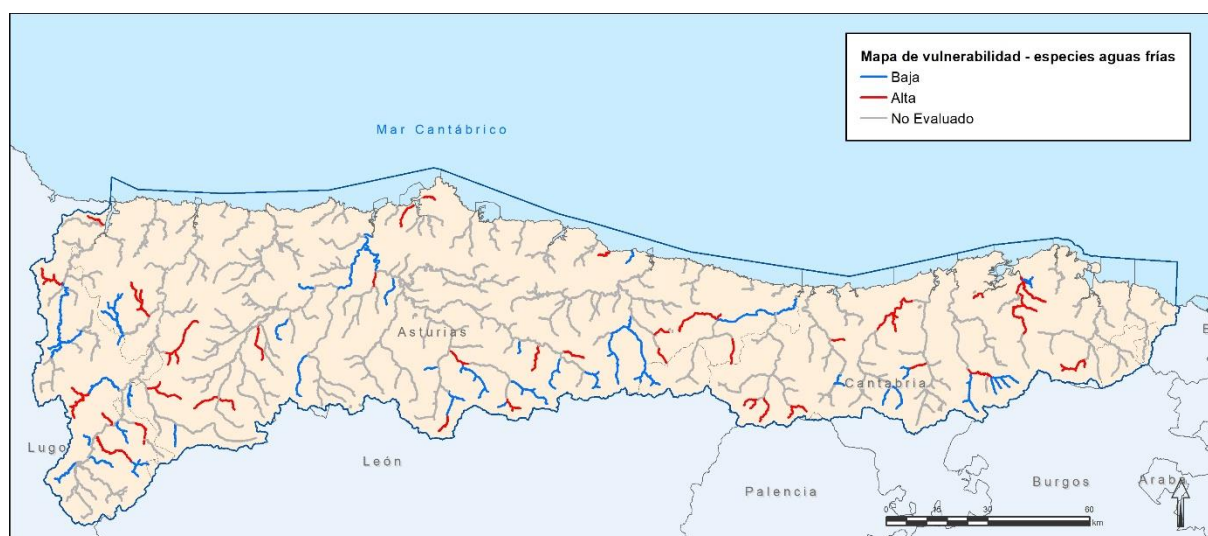 Mapa de vulnerabilidad - especies aguas frías
Baja
Alta
No Evaluado
Mar Cantábrico
Asturias
Cantabria
Lugo
León
Palencia
Burgos
Araba
0 15 30 60
km